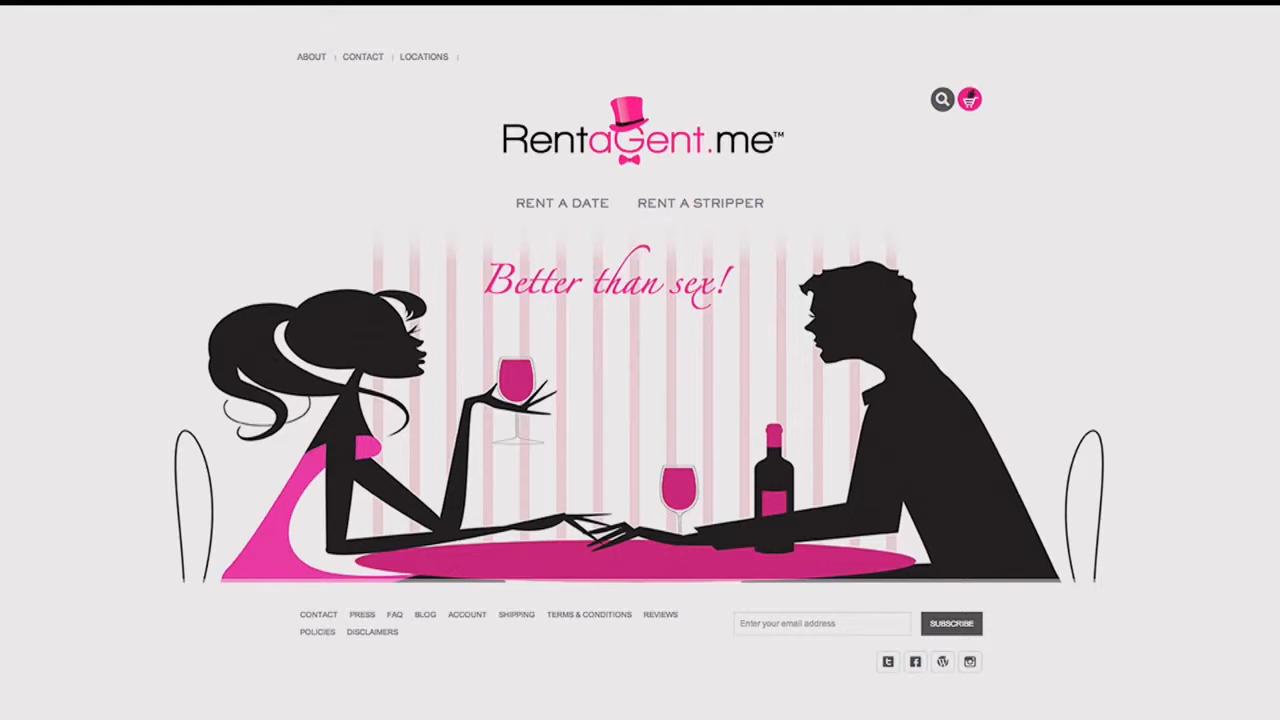 ABOUT | CONTACT | LOCATIONS |
RentaGent.me™
RENT A DATE RENT A STRIPPER
Better than sex!
CONTACT PRESS FAQ BLOG ACCOUNT SHIPPING TERMS & CONDITIONS REVIEWS
POLICIES DISCLAIMERS
Enter your email address SUBSCRIBE